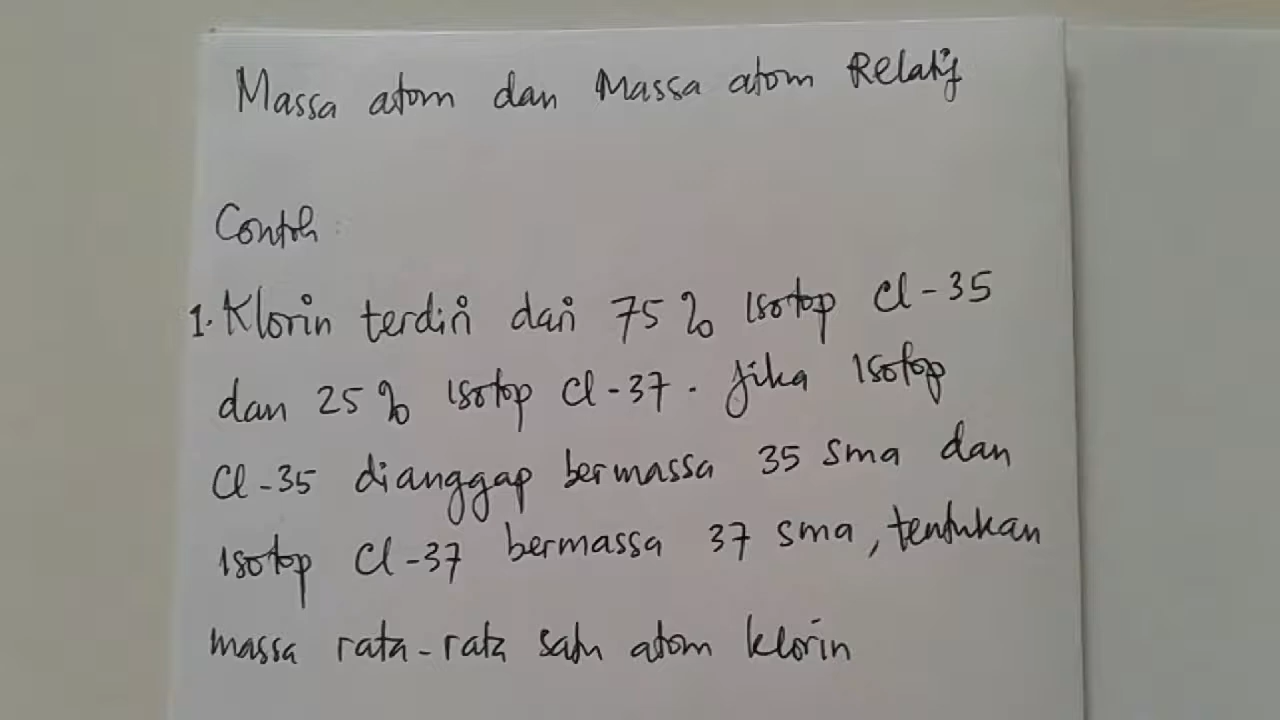 Massa atom dan Massa atom Relatif
Contoh :
1. Klorin terdiri dari 75% isotop Cl-35
dan 25% isotop Cl-37. Jika isotop
Cl-35 dianggap bermassa 35 sma dan
isotop Cl-37 bermassa 37 sma, tentukan
massa rata-rata satu atom klorin